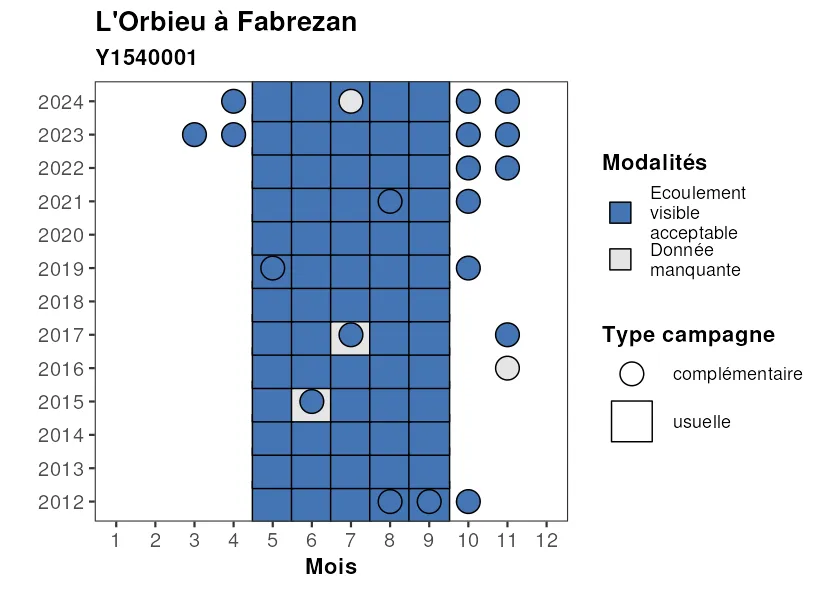 L'Orbieu à Fabrezan
Y1540001
2024
2023
2022
2021
2020
2019
2018
2017
2016
2015
2014
2013
2012
1 2 3 4 5 6 7 8 9 10 11 12
Mois
Modalités
Ecoulement
visible
acceptable
Donnée
manquante
Type campagne
complémentaire
usuelle